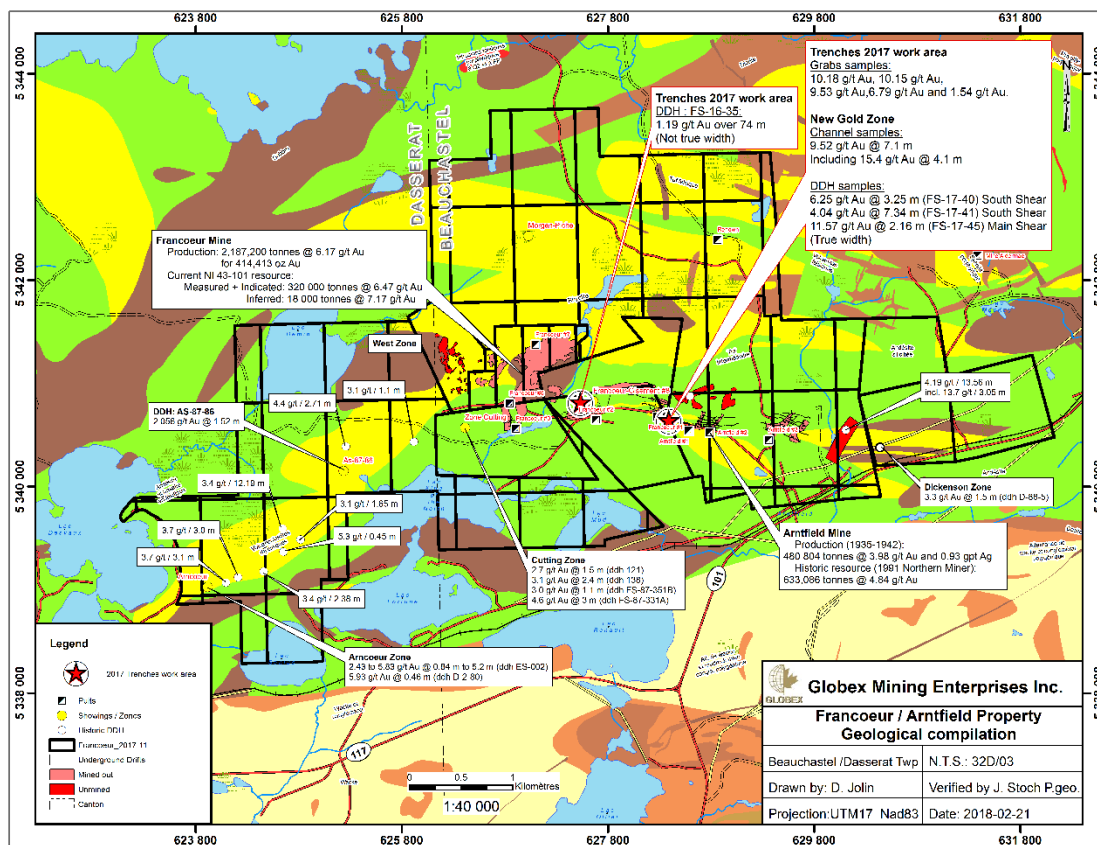 623 800
625 800
627 800
629 800
631 800
5 344 000
5 342 000
5 340 000
5 338 000
DASSERAT
BEAUCHASTEL
Trenches 2017 work area
Grabs samples:
10.18 g/t Au, 10.15 g/t Au,
9.53 g/t Au,6.79 g/t Au and 1.54 g/t Au.
New Gold Zone
Channel samples:
9.52 g/t Au @ 7.1 m
Including 15.4 g/t Au @ 4.1 m
DDH samples:
6.25 g/t Au @ 3.25 m (FS-17-40) South Shear
4.04 g/t Au @ 7.34 m (FS-17-41) South Shear
11.57 g/t Au @ 2.16 m (FS-17-45) Main Shear
(True width)
Trenches 2017 work area
DDH : FS-16-35:
1.19 g/t Au over 74 m
(Not true width)
Francoeur Mine
Production: 2,187,200 tonnes @ 6.17 g/t Au
for 414,413 oz Au
Current NI 43-101 resource:
Measured + Indicated: 320 000 tonnes @ 6.47 g/t Au
Inferred: 18 000 tonnes @ 7.17 g/t Au
West Zone
3.1 g/t / 1.1 m
4.4 g/t / 2.71 m
DDH: AS-87-86
2 056 g/t Au @ 1.52 m
3.4 g/t / 12.19 m
3.1 g/t / 1.65 m
3.3 g/t / 0.45 m
3.7 g/t / 3.0 m
3.7 g/t / 3.1 m
3.4 g/t / 2.38 m
4.19 g/t / 13.56 m
incl. 13.7 g/t / 3.05 m
Dickenson Zone
3.3 g/t Au @ 1.5 m (ddh D-88-5)
Arntfield Mine
Production (1935-1942)
480 804 tonnes @ 3.98 g/t Au and 0.93 gpt Ag
Historic resource (1991 Northern Miner):
633,086 tonnes @ 4.84 g/t Au
Cutting Zone
2.7 g/t Au @ 1.5 m (ddh 121)
3.1 g/t Au @ 2.4 m (ddh 138)
3.0 g/t Au @ 1.1 m (ddh FS-87-351B)
4.6 g/t Au @ 3 m (ddh FS-87-331A)
Arncoeur Zone
2.43 to 5.83 g/t Au @ 0.84 m to 5.2 m (ddh ES-002)
5.93 g/t Au @ 0.46 m (ddh D 2 80)
Zone Cutting
Arncoeur
101
117
Legend
2017 Trenches work area
Puits
Showings / Zones
Historic DDH
Francoeur_2017 11
Underground Drifts
Mined out
Unmined
Canton
0
0.5
1
Kilomètres
1:40 000
GLOBEX
Globex Mining Enterprises Inc.
Francoeur / Arntfield Property
Geological compilation
Beauchastel /Dasserat Twp
N.T.S.: 32D/03
Drawn by: D. Jolin
Verified by J. Stoch P.geo.
Projection:UTM17 Nad83
Date: 2018-02-21